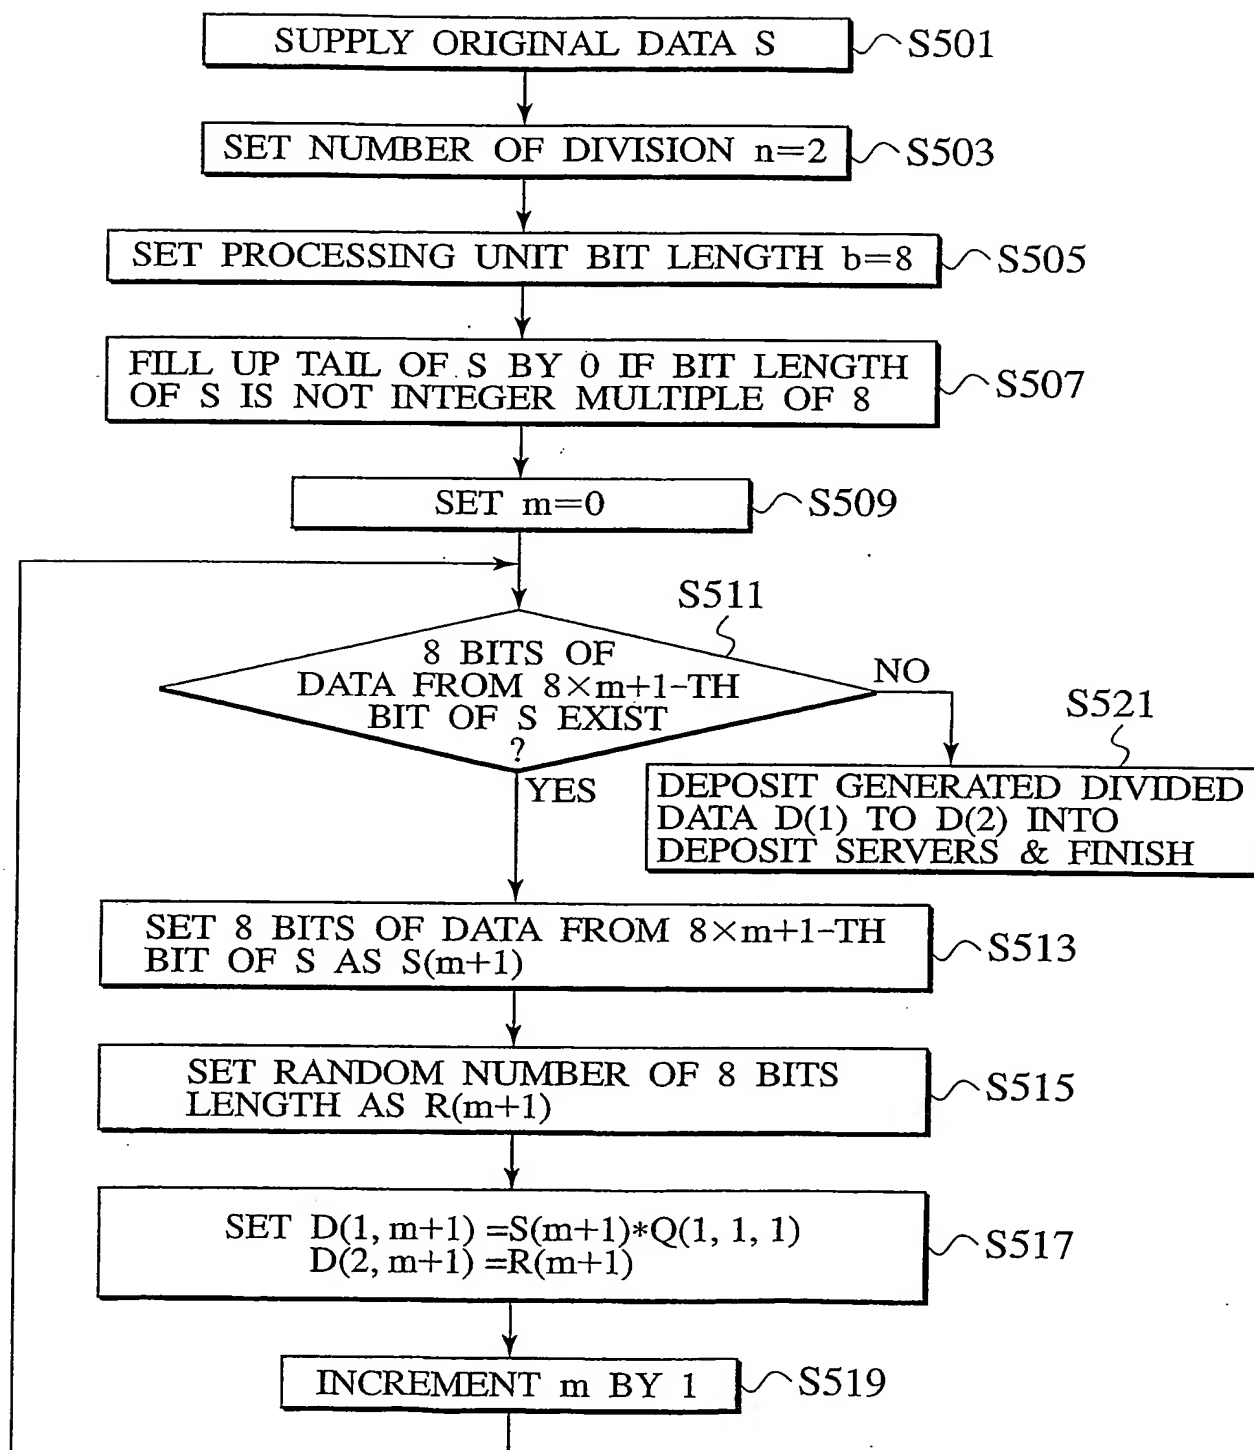 SUPPLY ORIGINAL DATA S
S501
SET NUMBER OF DIVISION n=2
S503
SET PROCESSING UNIT BIT LENGTH b=8
S505
FILL UP TAIL OF S BY 0 IF BIT LENGTH
OF S IS NOT INTEGER MULTIPLE OF 8
S507
SET m=0
S509
S511
8 BITS OF
DATA FROM 8×m+1-TH
BIT OF S EXIST
?
NO
YES
S521
DEPOSIT GENERATED DIVIDED
DATA D(1) TO D(2) INTO
DEPOSIT SERVERS & FINISH
SET 8 BITS OF DATA FROM 8×m+1-TH
BIT OF S AS S(m+1)
S513
SET RANDOM NUMBER OF 8 BITS
LENGTH AS R(m+1)
S515
SET D(1, m+1) =S(m+1)*Q(1, 1, 1)
D(2, m+1) =R(m+1)
S517
INCREMENT m BY 1
S519